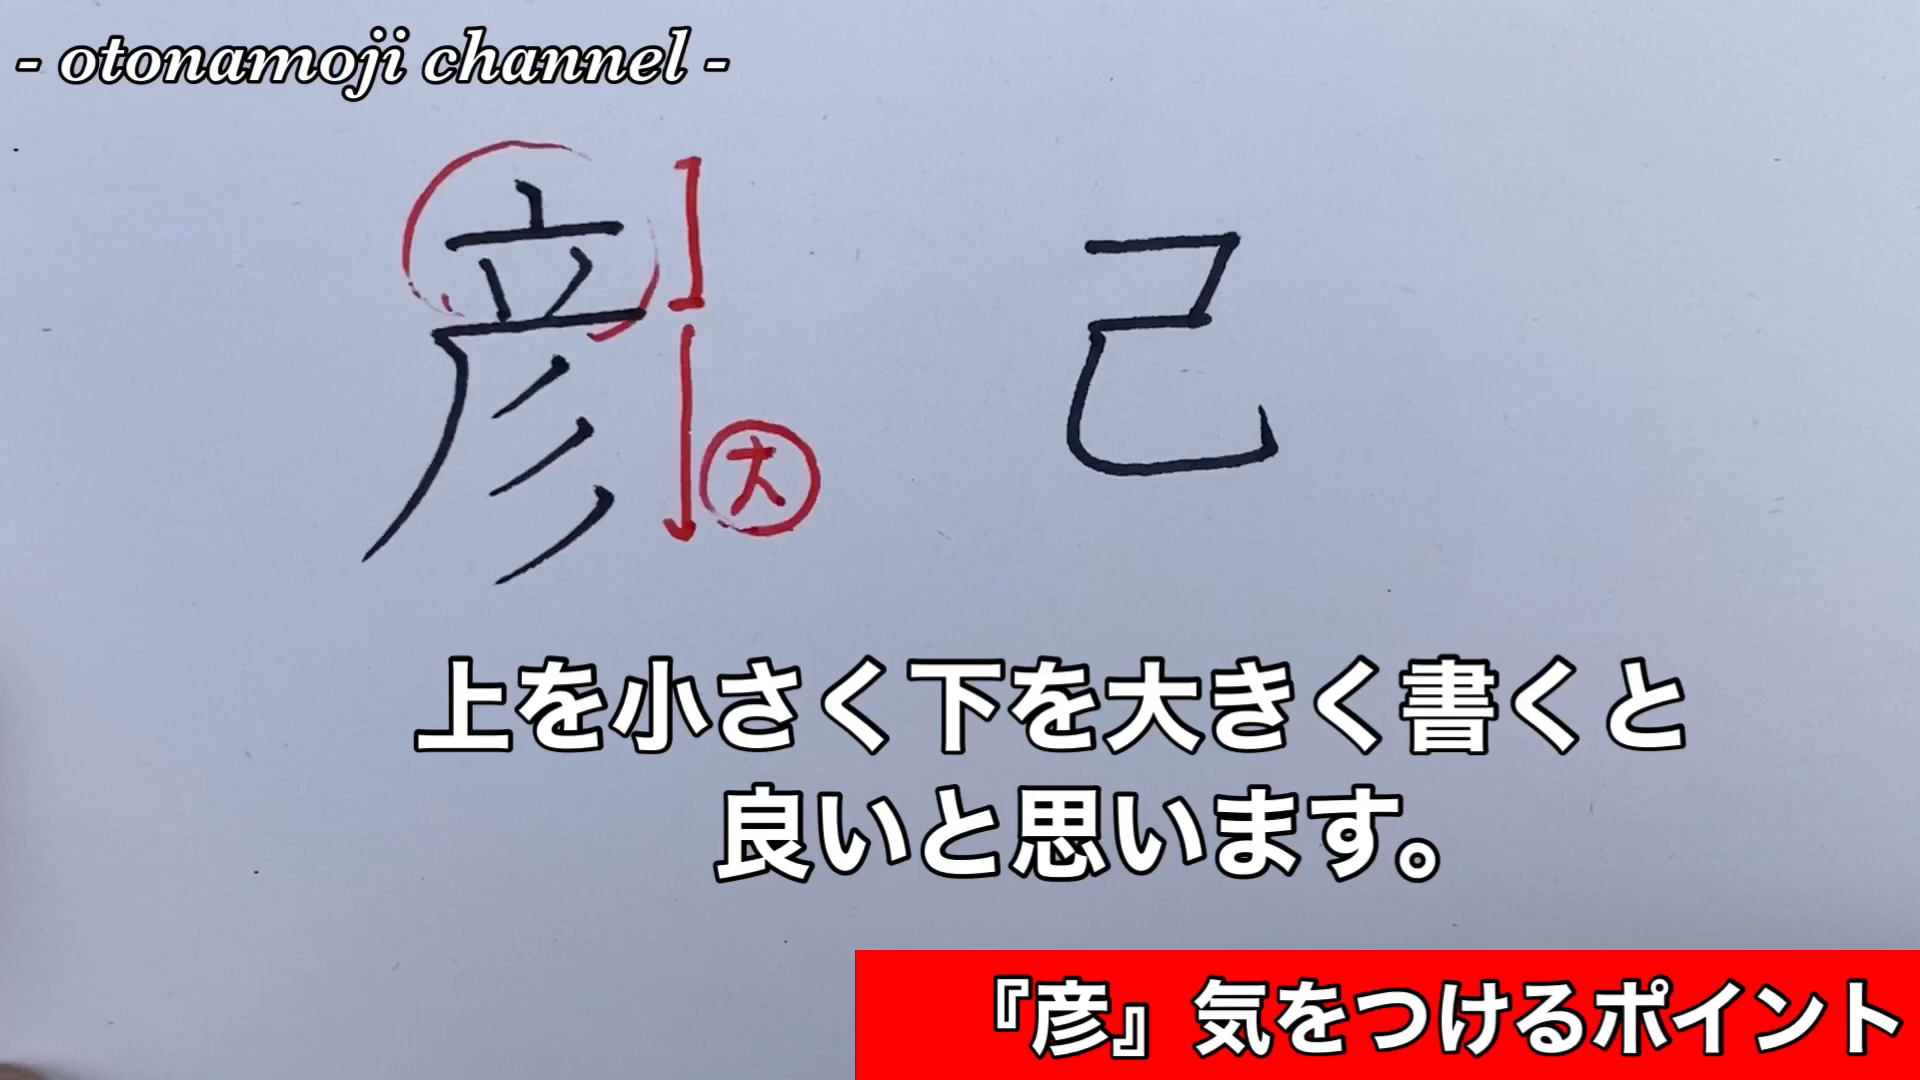 - otonamoji channel -
彦 己
大
上を小さく下を大きく書くと
良いと思います。
『彦』気をつけるポイント